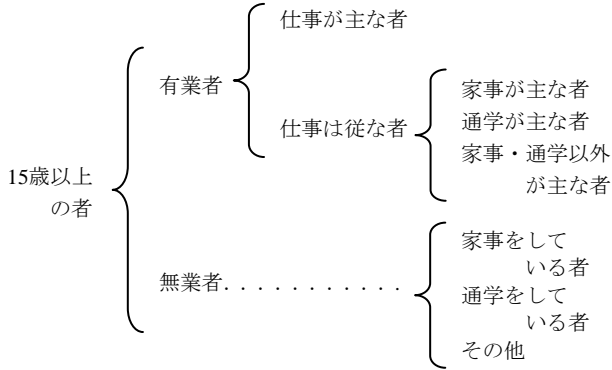 仕事が主な者
有業者
仕事は従な者
家事が主な者
通学が主な者
家事・通学以外
が主な者
15歳以上
の者
無業者. . . . . . . . . . .
家事をして
いる者
通学をして
いる者
その他